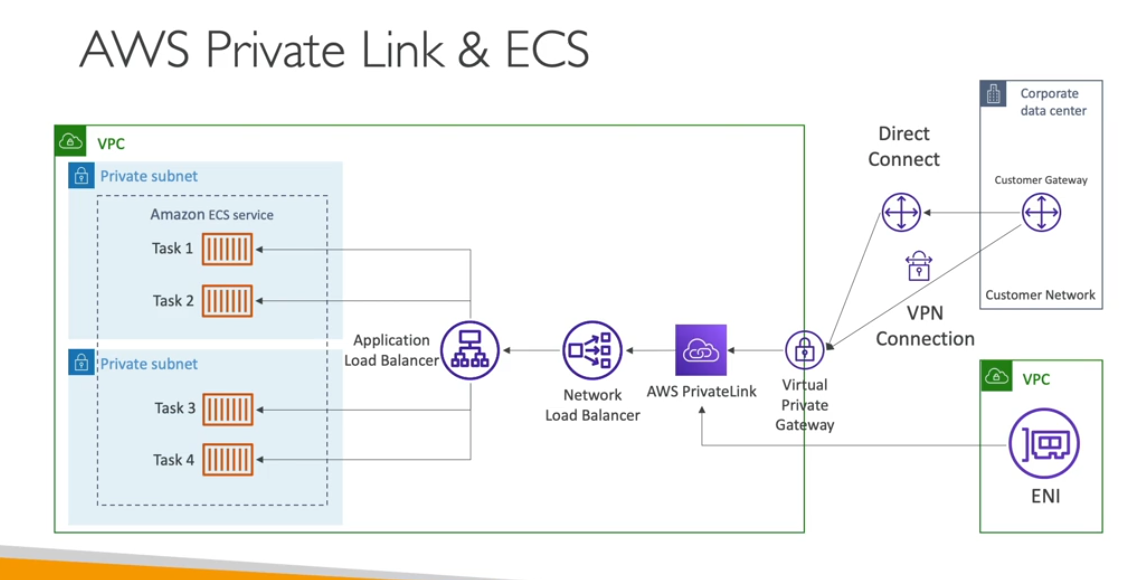 AWS Private Link & ECS
VPC
Private subnet
Amazon ECS service
Task 1
Task 2
Private subnet
Task 3
Task 4
Application
Load Balancer
Network
Load Balancer
AWS PrivateLink
Virtual
Private
Gateway
Direct
Connect
VPN
Connection
Corporate
data center
Customer Gateway
Customer Network
VPC
ENI